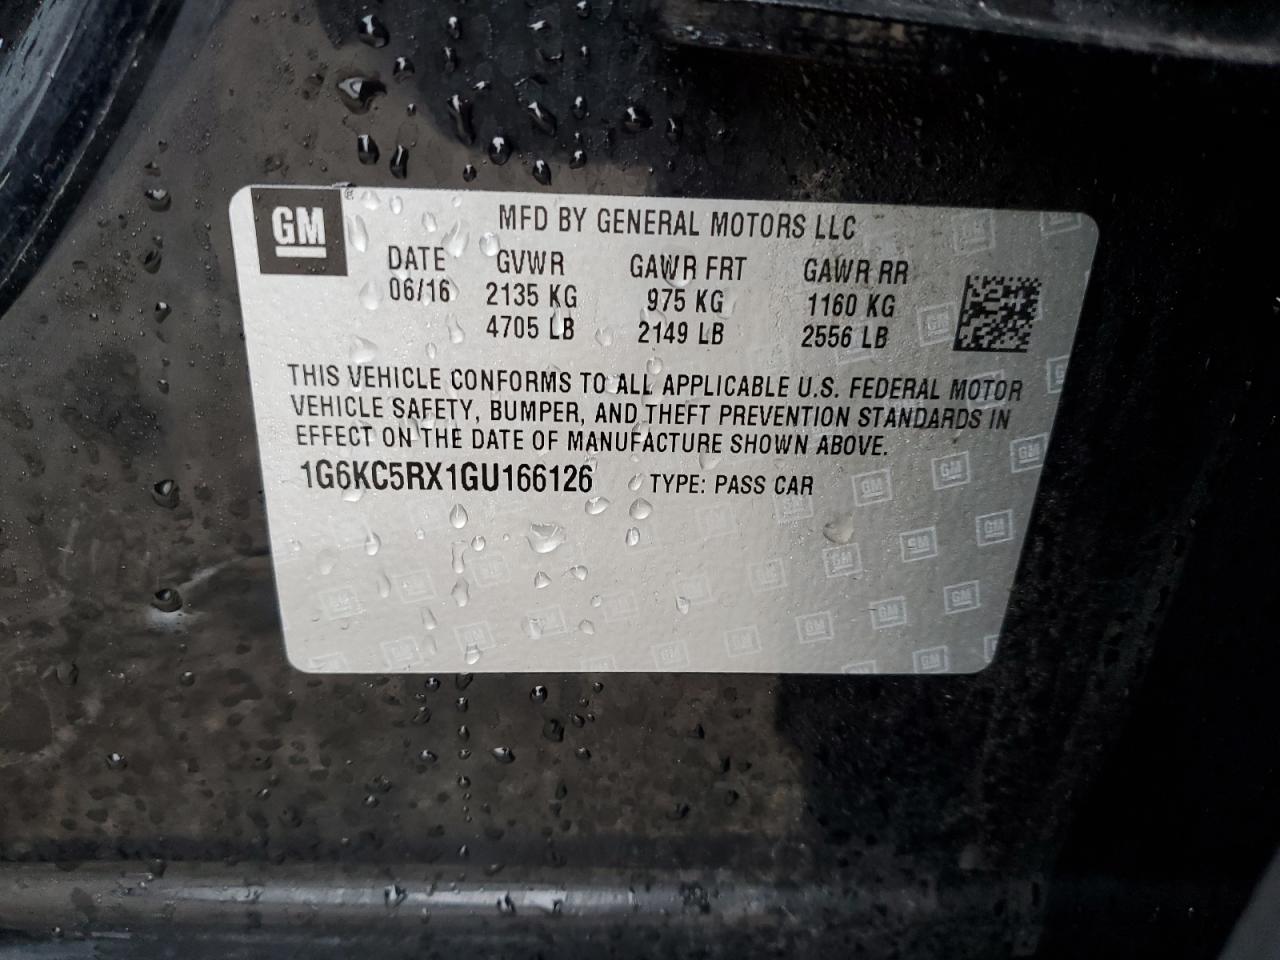 GM ®
MFD BY GENERAL MOTORS LLC
DATE GVWR GAWR FRT GAWR RR
06/16 2135 KG 975 KG 1160 KG
4705 LB 2149 LB 2556 LB
THIS VEHICLE CONFORMS TO ALL APPLICABLE U.S. FEDERAL MOTOR
VEHICLE SAFETY, BUMPER, AND THEFT PREVENTION STANDARDS IN
EFFECT ON THE DATE OF MANUFACTURE SHOWN ABOVE.
1G6KC5RX1GU166126 TYPE: PASS CAR